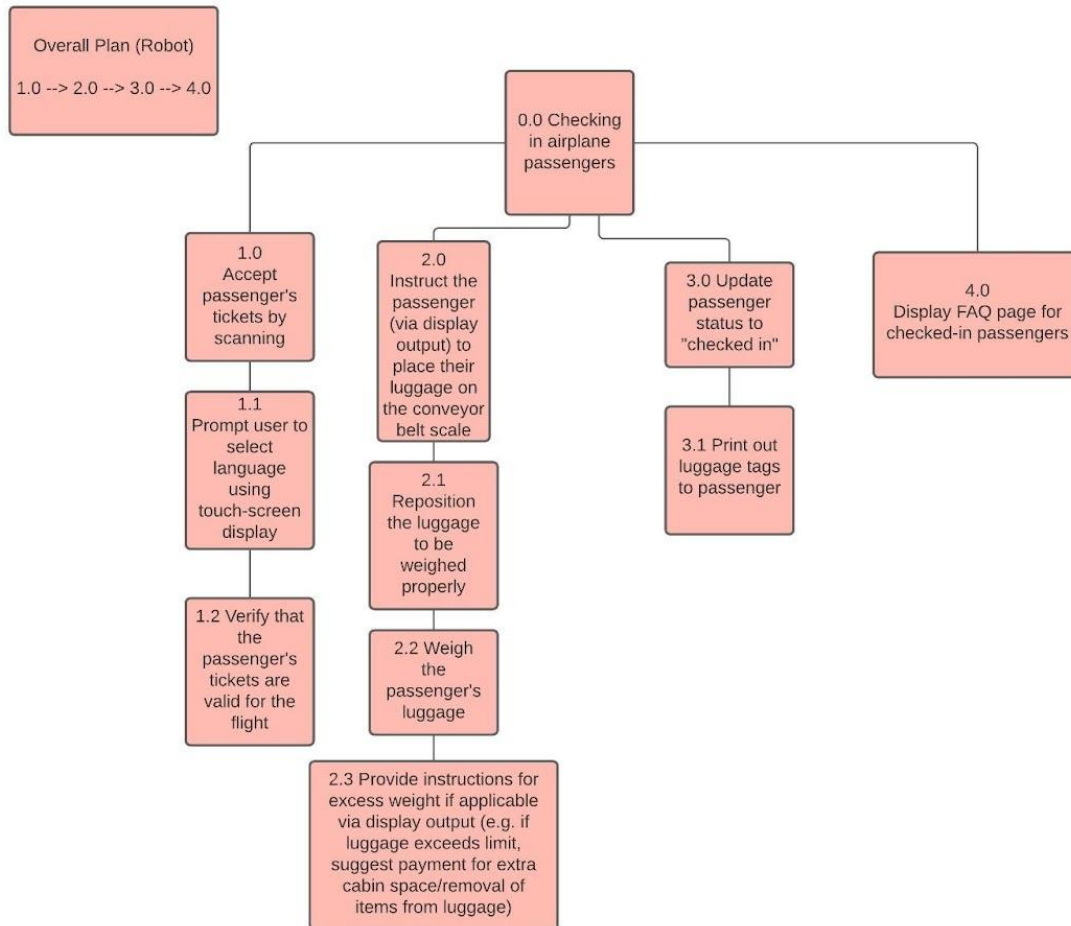 Overall Plan (Robot)
1.0 --> 2.0 --> 3.0 --> 4.0
0.0 Checking
in airplane
passengers
1.0
Accept
passenger's
tickets by
scanning
1.1
Prompt user to
select
language
using
touch-screen
display
1.2 Verify that
the
passenger's
tickets are
valid for the
flight
2.0
Instruct the
passenger
(via display
output) to
place their
luggage on
the conveyor
belt scale
2.1
Reposition
the luggage
to be
weighed
properly
2.2 Weigh
the
passenger's
luggage
2.3 Provide instructions for
excess weight if applicable
via display output (e.g. if
luggage exceeds limit,
suggest payment for extra
cabin space/removal of
items from luggage)
3.0 Update
passenger
status to
"checked in"
3.1 Print out
luggage tags
to passenger
4.0
Display FAQ page for
checked-in passengers